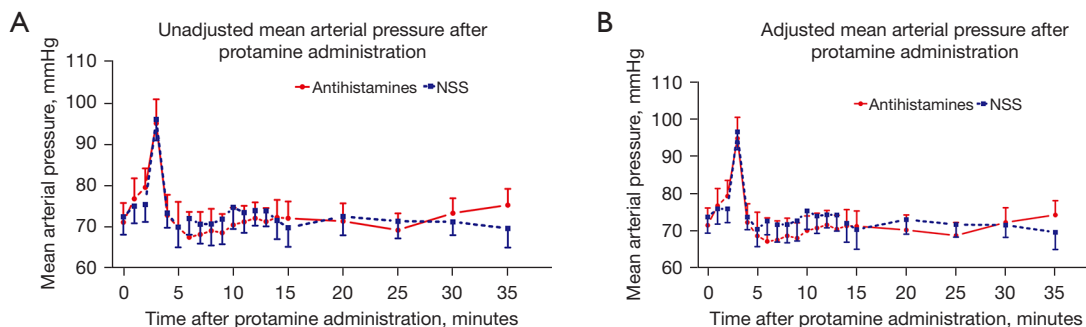 A
Unadjusted mean arterial pressure after
protamine administration
Mean arterial pressure, mmHg
110
100
90
80
70
60
Antihistamines NSS
0 5 10 15 20 25 30 35
Time after protamine administration, minutes
B
Adjusted mean arterial pressure after
protamine administration
Mean arterial pressure, mmHg
110
100
90
80
70
60
Antihistamines NSS
0 5 10 15 20 25 30 35
Time after protamine administration, minutes